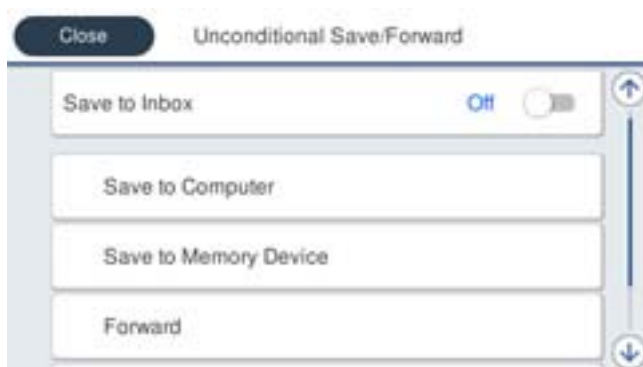 Close Unconditional Save/Forward
Save to Inbox Off
Save to Computer
Save to Memory Device
Forward